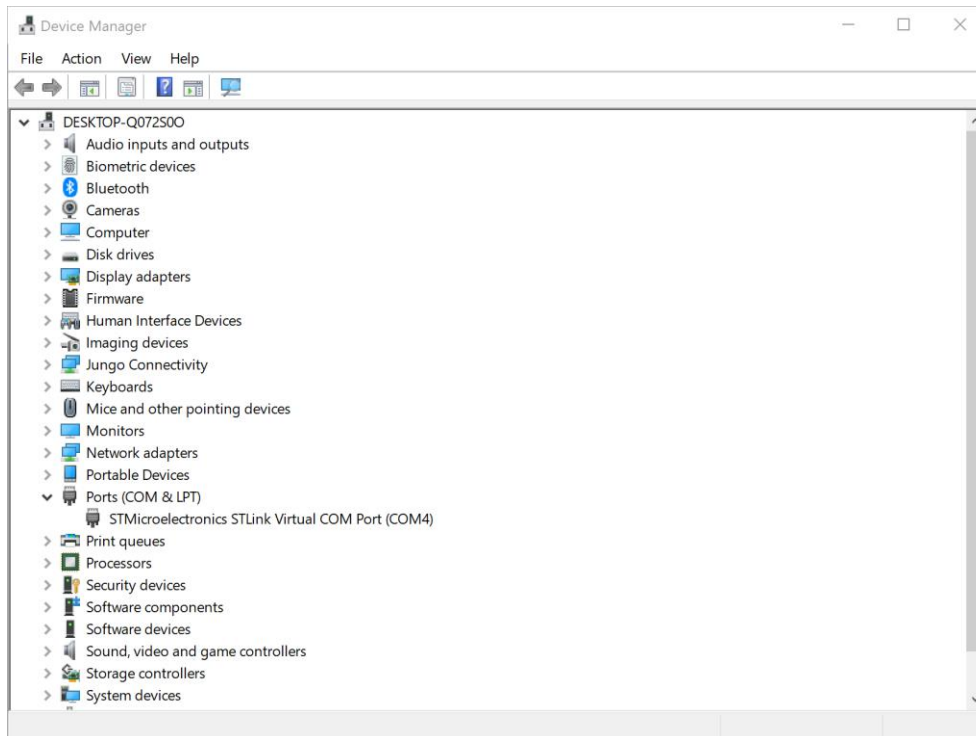 Device Manager
File Action View Help
DESKTOP-Q072S0O
Audio inputs and outputs
Biometric devices
Bluetooth
Cameras
Computer
Disk drives
Display adapters
Firmware
Human Interface Devices
Imaging devices
Jungo Connectivity
Keyboards
Mice and other pointing devices
Monitors
Network adapters
Portable Devices
Ports (COM & LPT)
STMicroelectronics STLink Virtual COM Port (COM4)
Print queues
Processors
Security devices
Software components
Software devices
Sound, video and game controllers
Storage controllers
System devices